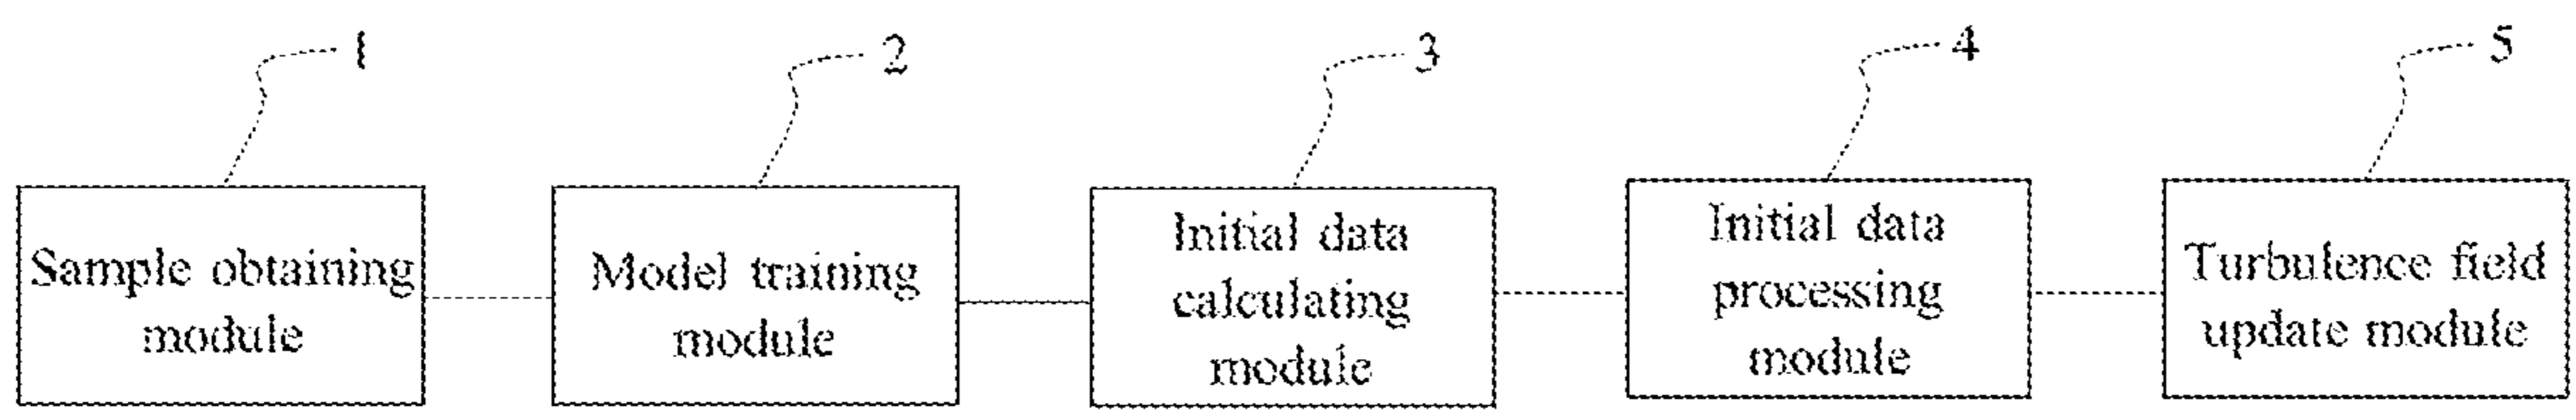 1
2
3
4
5
Sample obtaining
module
Model training
module
Initial data
calculating
module
Initial data
processing
module
Turbulence field
update module